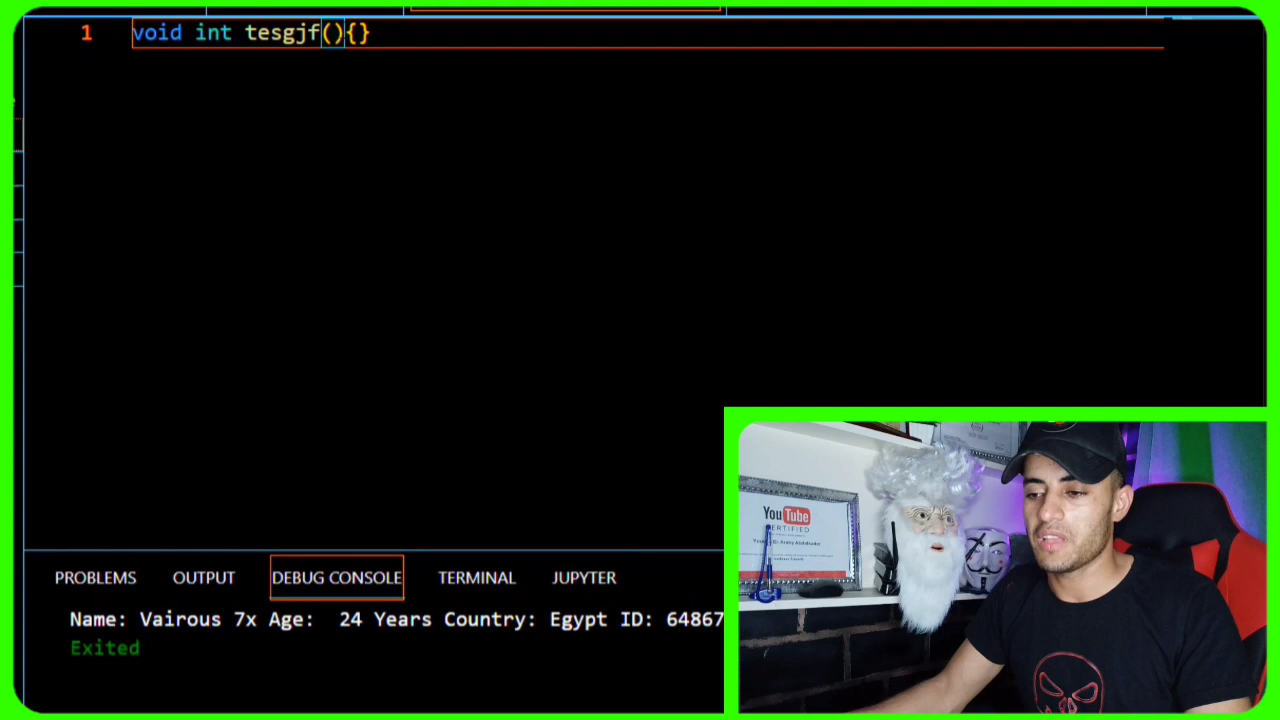 1 void int tesgjf(){}
PROBLEMS OUTPUT DEBUG CONSOLE TERMINAL JUPYTER
Name: Vairous 7x Age:  24 Years Country: Egypt ID: 64867
Exited
YouTube
CERTIFIED